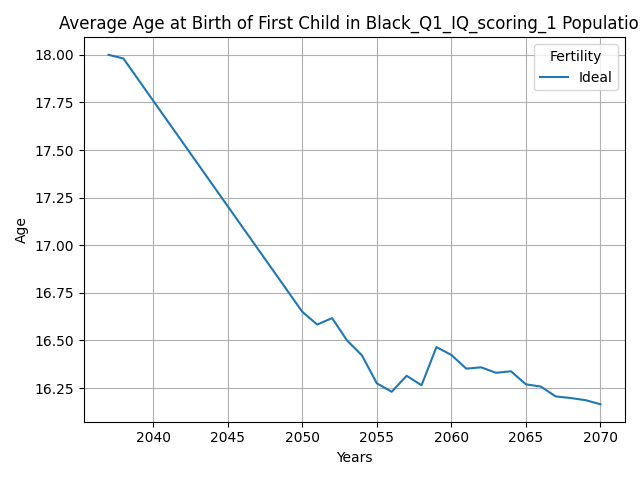 Average Age at Birth of First Child in Black_Q1_IQ_scoring_1 Populatio
18.00
17.75
17.50
17.25
17.00
16.75
16.50
16.25
Age
Fertility
Ideal
2040 2045 2050 2055 2060 2065 2070
Years